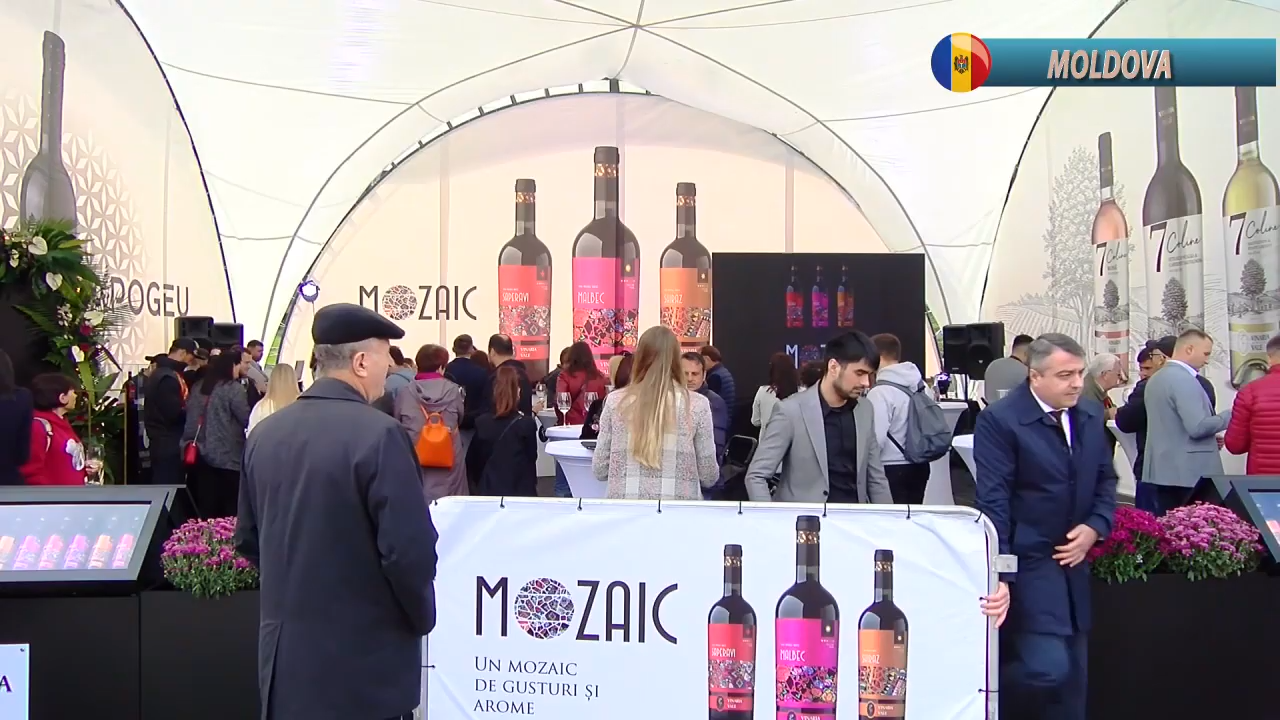 MOLDOVA
POGEU
MOZAIC
SAPERAVI
MALBEC
SHIRAZ
7
Coline
7
Coline
7
Coline
MOZAIC
UN MOZAIC
DE GUSTURI ȘI
AROME
SAPERAVI
MALBEC
SHIRAZ
A